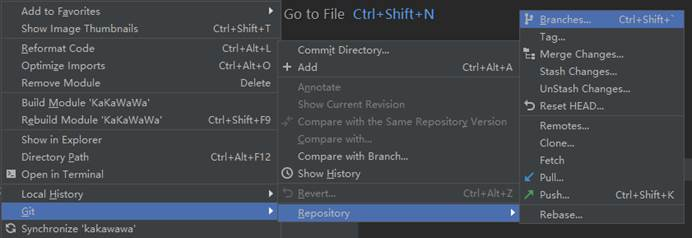 Add to Favorites
Show Image Thumbnails Ctrl+Shift+T
Reformat Code Ctrl+Alt+L
Optimize Imports Ctrl+Alt+O
Remove Module Delete
Build Module 'KaKaWaWa'
Rebuild Module 'KaKaWaWa' Ctrl+Shift+F9
Show in Explorer
Directory Path Ctrl+Alt+F12
Open in Terminal
Local History
Git
Synchronize 'kakawawa'
Go to File Ctrl+Shift+N
Commit Directory...
Add Ctrl+Alt+A
Annotate
Show Current Revision
Compare with the Same Repository Version
Compare with...
Compare with Branch...
Show History
Revert... Ctrl+Alt+Z
Repository
Branches... Ctrl+Shift+`
Tag...
Merge Changes...
Stash Changes...
UnStash Changes...
Reset HEAD...
Remotes...
Clone...
Fetch
Pull...
Push... Ctrl+Shift+K
Rebase...